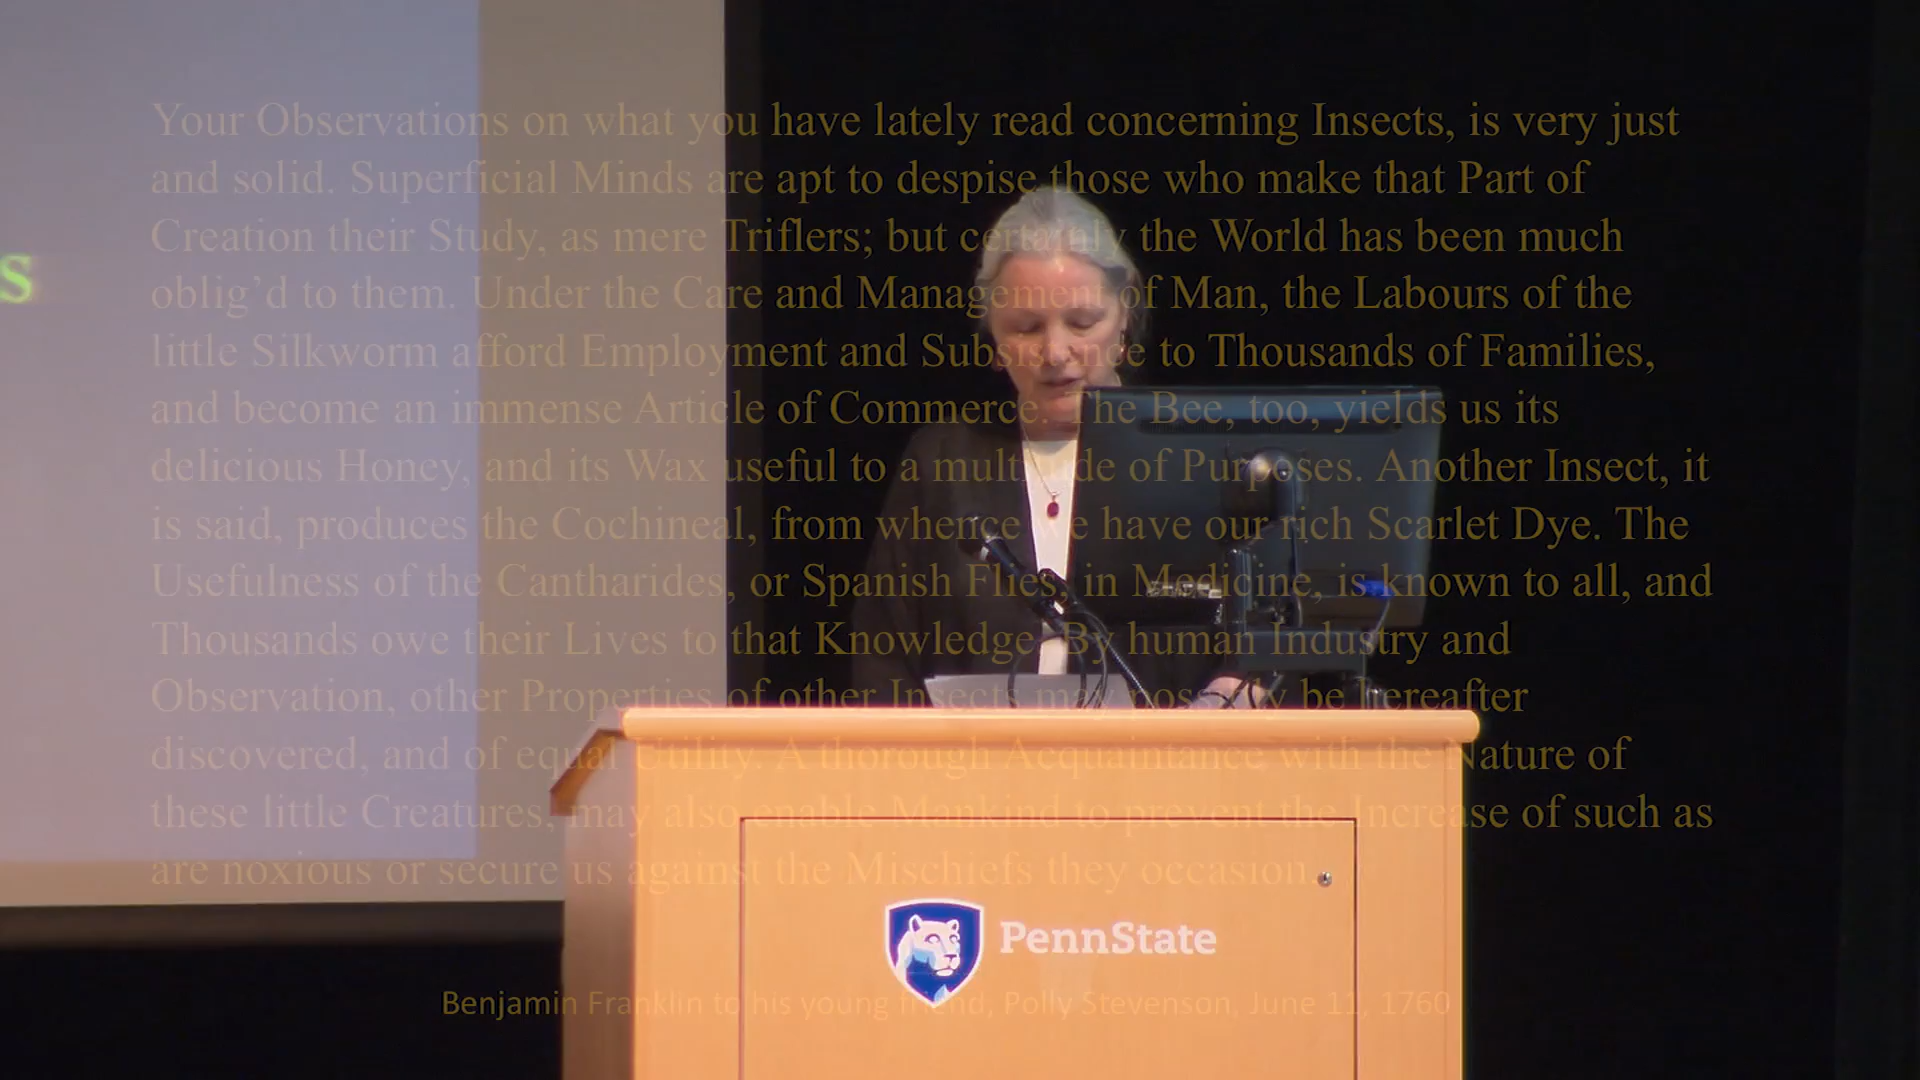 Your Observations on what you have lately read concerning Insects, is very just
and solid. Superficial Minds are apt to despise those who make that Part of
Creation their Study, as mere Triflers; but certainly the World has been much
oblig’d to them. Under the Care and Management of Man, the Labours of the
s
little Silkworm afford Employment and Subsistence to Thousands of Families,
and become an immense Article of Commerce. The Bee, too, yields us its
delicious Honey, and its Wax useful to a multitude of Purposes. Another Insect, it
is said, produces the Cochineal, from whence we have our rich Scarlet Dye. The
Usefulness of the Cantharides, or Spanish Flies, in Medicine, is known to all, and
Thousands owe their Lives to that Knowledge. By human Industry and
Observation, other Properties of other Insects may possibly be hereafter
discovered, and of equal Utility. A thorough Acquaintance with the Nature of
these little Creatures, may also enable Mankind to prevent the Increase of such as
are noxious or secure us against the Mischiefs they occasion.
PennState
Benjamin Franklin to his young friend, Polly Stevenson, June 11, 1760